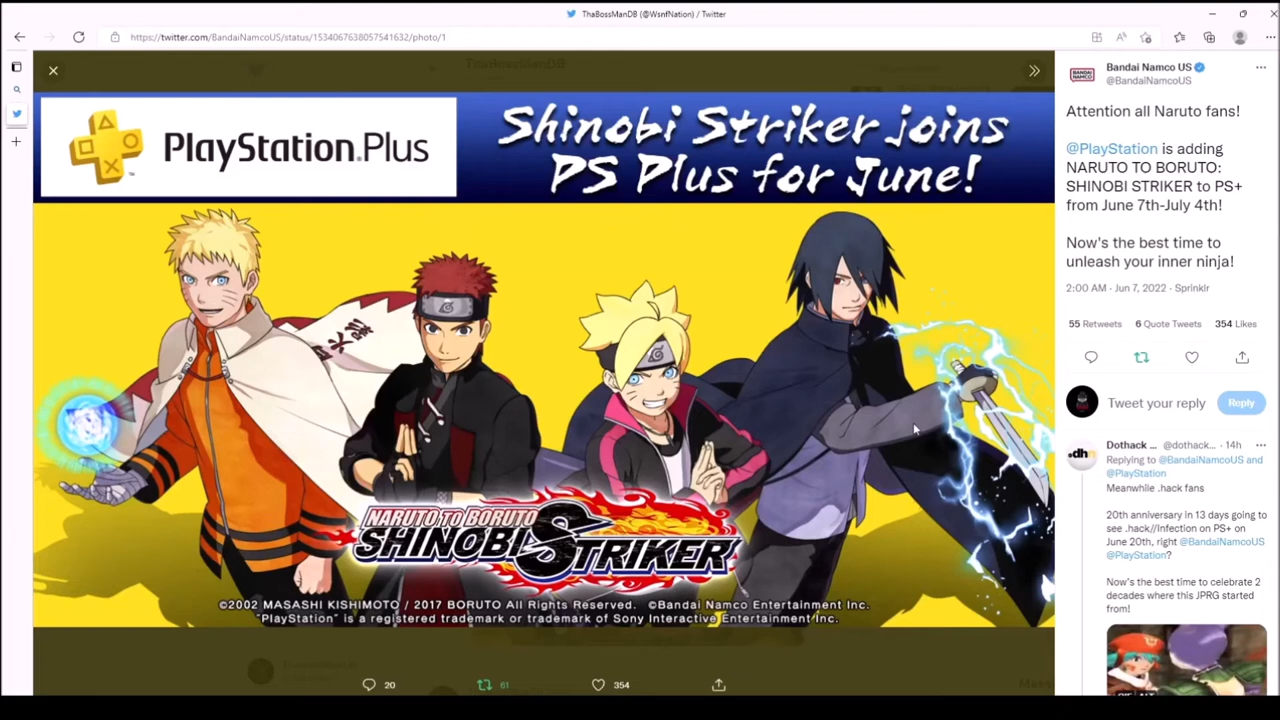 ThaBossManDB (@WsnfNation) / Twitter
https://twitter.com/BandaiNamcoUS/status/1534067638057541632/photo/1
PlayStation.Plus
Shinobi Striker joins
PS Plus for June!
NARUTO TO BORUTO
SHINOBI STRIKER
©2002 MASASHI KISHIMOTO / 2017 BORUTO All Rights Reserved. ©Bandai Namco Entertainment Inc.
"PlayStation" is a registered trademark or trademark of Sony Interactive Entertainment Inc.
20
61
354
BANDAI
NAMCO
Bandai Namco US
@BandaiNamcoUS
Attention all Naruto fans!
@PlayStation is adding
NARUTO TO BORUTO:
SHINOBI STRIKER to PS+
from June 7th-July 4th!
Now's the best time to
unleash your inner ninja!
2:00 AM · Jun 7, 2022 · Sprinklr
55 Retweets 6 Quote Tweets 354 Likes
Tweet your reply
Reply
.dhn
Dothack ... @dothack... · 14h
Replying to @BandaiNamcoUS and
@PlayStation
Meanwhile .hack fans
20th anniversary in 13 days going to
see .hack//Infection on PS+ on
June 20th, right @BandaiNamcoUS
@PlayStation?
Now's the best time to celebrate 2
decades where this JPRG started
from!